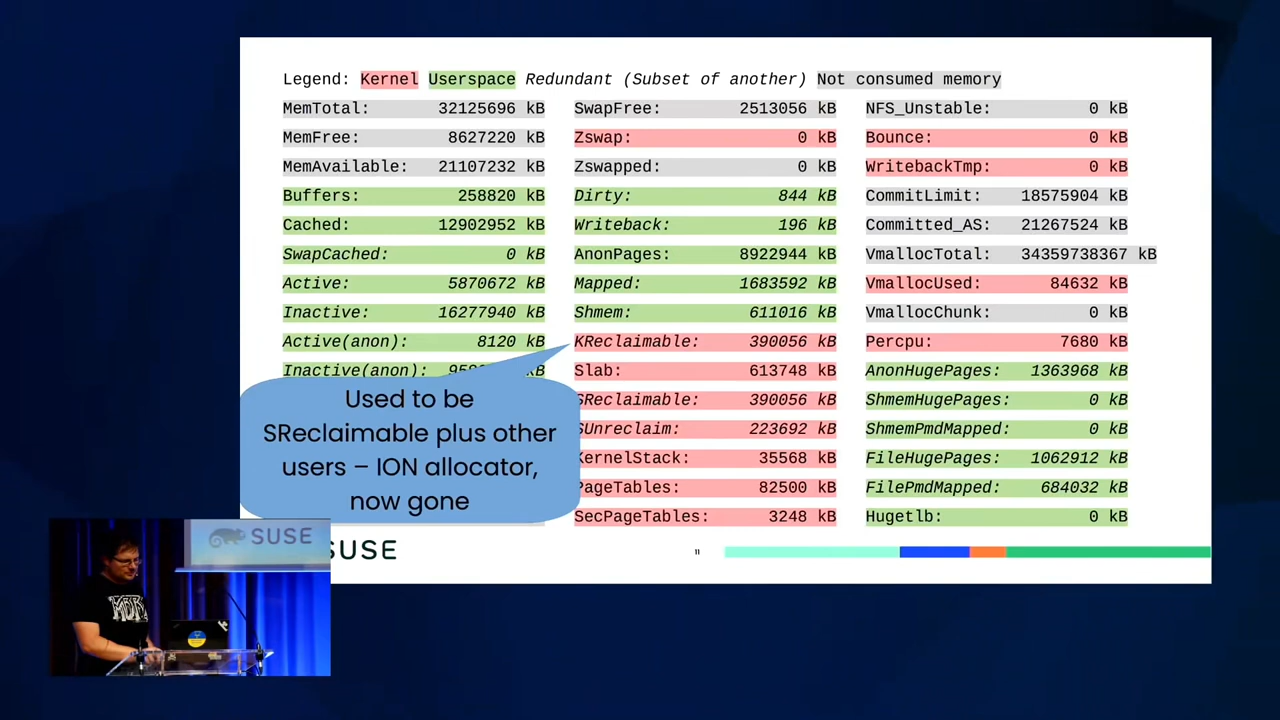 Legend: Kernel Userspace Redundant (Subset of another) Not consumed memory
MemTotal: 32125696 kB
MemFree: 8627220 kB
MemAvailable: 21107232 kB
Buffers: 258820 kB
Cached: 12902952 kB
SwapCached: 0 kB
Active: 5870672 kB
Inactive: 16277940 kB
Active(anon): 8120 kB
Inactive(anon): kB
Used to be
SReclaimable plus other
users – ION allocator,
now gone
SwapFree: 2513056 kB
Zswap: 0 kB
Zswapped: 0 kB
Dirty: 844 kB
Writeback: 196 kB
AnonPages: 8922944 kB
Mapped: 1683592 kB
Shmem: 611016 kB
KReclaimable: 390056 kB
Slab: 613748 kB
SReclaimable: 390056 kB
SUnreclaim: 223692 kB
KernelStack: 35568 kB
PageTables: 82500 kB
SecPageTables: 3248 kB
NFS_Unstable: 0 kB
Bounce: 0 kB
WritebackTmp: 0 kB
CommitLimit: 18575904 kB
Committed_AS: 21267524 kB
VmallocTotal: 34359738367 kB
VmallocUsed: 84632 kB
VmallocChunk: 0 kB
Percpu: 7680 kB
AnonHugePages: 1363968 kB
ShmemHugePages: 0 kB
ShmemPmdMapped: 0 kB
FileHugePages: 1062912 kB
FilePmdMapped: 684032 kB
Hugetlb: 0 kB
SUSE
11
SUSE